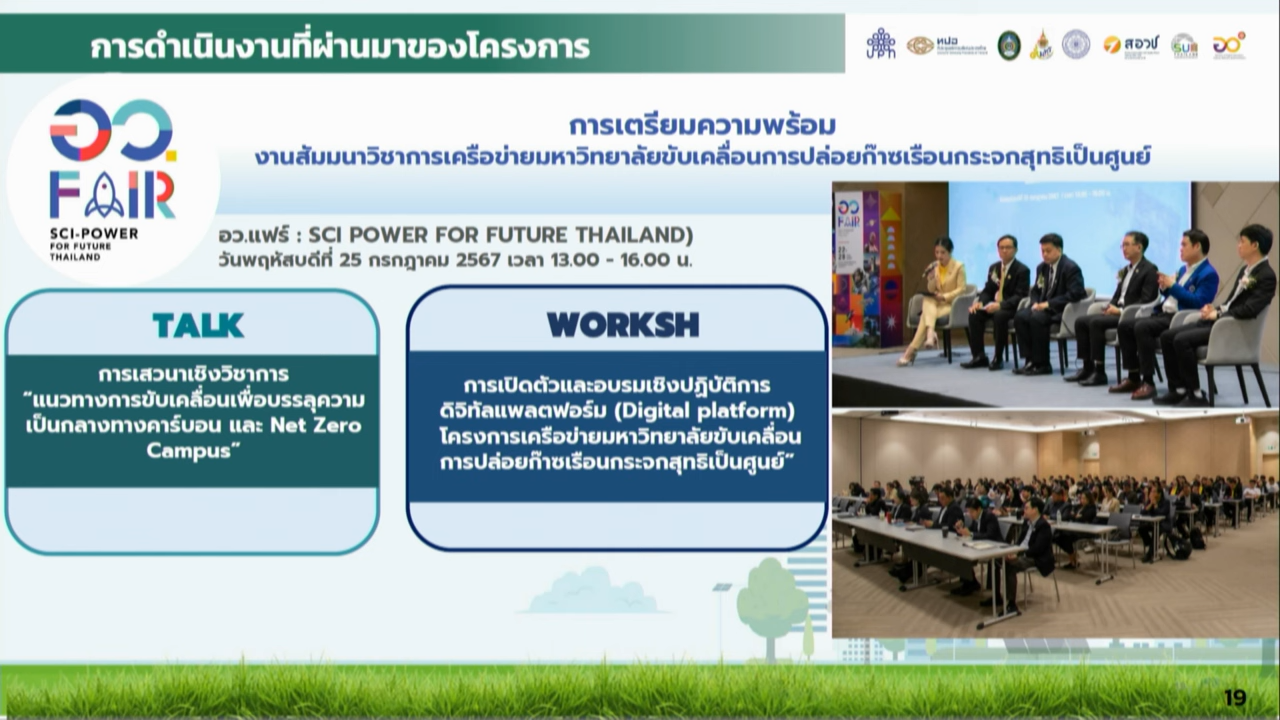 การดำเนินงานที่ผ่านมาของโครงการ
ทปอ
สอวช
SUN
อว.
FAIR
SCI-POWER
FOR FUTURE
THAILAND
การเตรียมความพร้อม
งานสัมมนาวิชาการเครือข่ายมหาวิทยาลัยขับเคลื่อนการปล่อยก๊าซเรือนกระจกสุทธิเป็นศูนย์
อว.แฟร์ : SCI POWER FOR FUTURE THAILAND)
วันพฤหัสบดีที่ 25 กรกฎาคม 2567 เวลา 13.00 - 16.00 น.
TALK
การเสวนาเชิงวิชาการ
“แนวทางการขับเคลื่อนเพื่อบรรลุความ
เป็นกลางทางคาร์บอน และ Net Zero
Campus”
WORKSH
การเปิดตัวและอบรมเชิงปฏิบัติการ
ดิจิทัลแพลตฟอร์ม (Digital platform)
โครงการเครือข่ายมหาวิทยาลัยขับเคลื่อน
การปล่อยก๊าซเรือนกระจกสุทธิเป็นศูนย์”
อว
FAIR
19